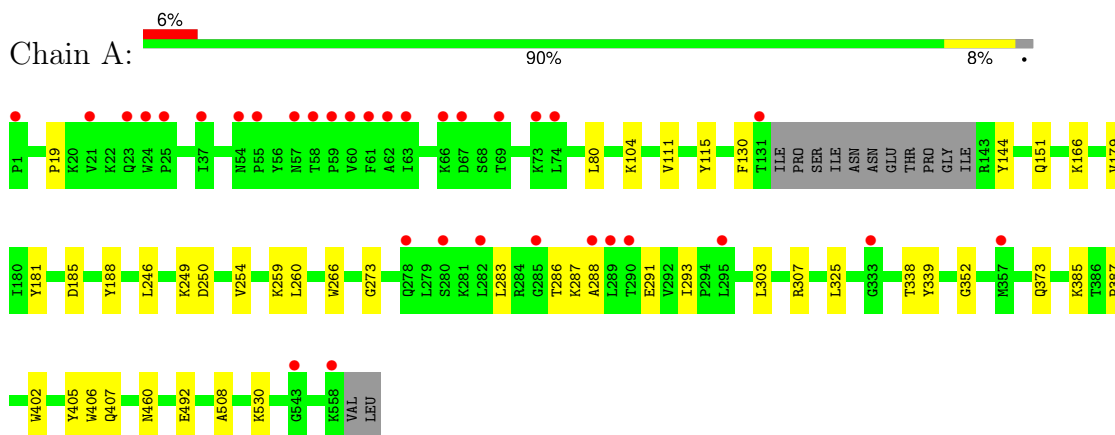 6%
Chain A:
90% 8% •
P1 P19 K20 V21 K22 Q23 W24 P25 I37 N54 P55 Y56 N57 T58 P59 V60 F61 A62 I63 K66 D67 S68 T69 K73 L74 L80 K104 V111 Y115 F130 T131 ILE PRO SER ILE ASN ASN GLU THR PRO GLY ILE R143 Y144 Q151 K166 V179
I180 Y181 D185 Y188 L246 K249 D250 V254 K259 L260 W266 G273 Q278 L279 S280 K281 L282 L283 R284 G285 T286 K287 A288 L289 T290 E291 V292 I293 P294 L295 L303 R307 L325 G333 T338 Y339 G352 M357 Q373 K385 T386 P387
W402 Y405 W406 Q407 N460 E492 A508 K530 G543 K558 VAL LEU